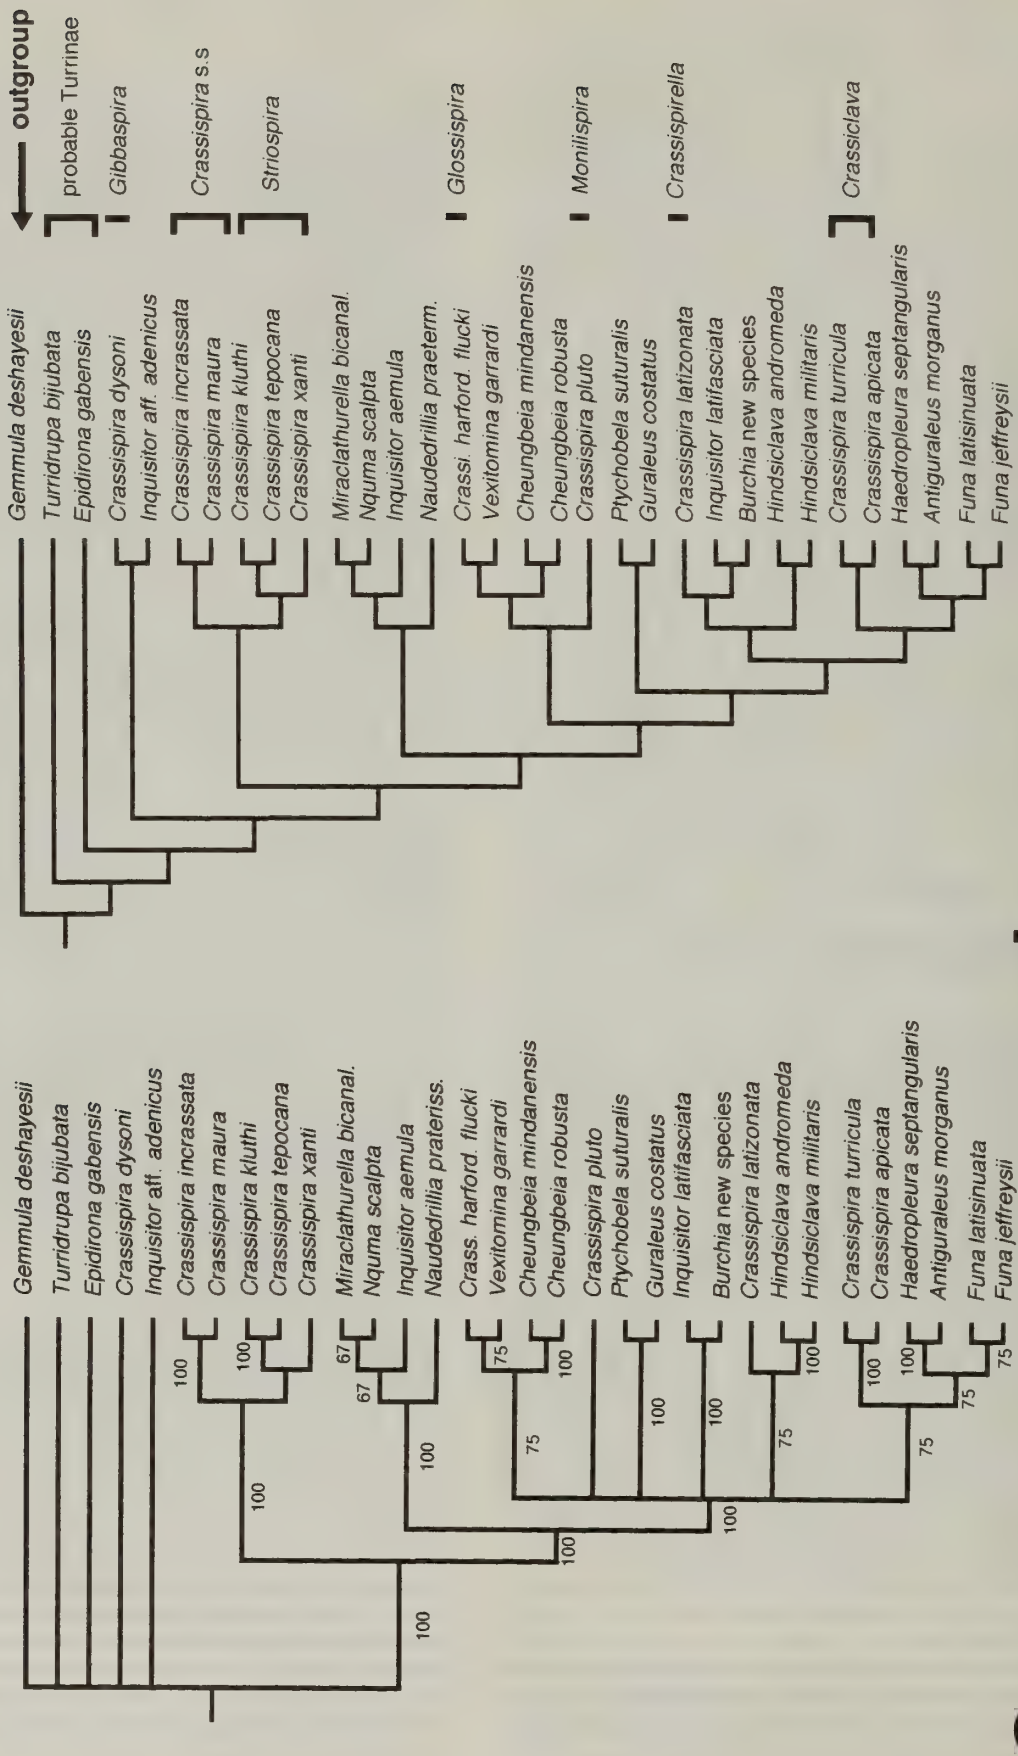 Gemmula deshayesii
Turridrupa bijubata
Epidirona gabensis
Crassispira dysoni
Inquisitor aff. adenicus
Crassispira incrassata
Crassispira maura
Crasspiira kluthi
Crassispira tepocana
Crassispira xanti
Miraclathurella bicanal.
Nquma scalpta
Inquisitor aemula
Naudedrillia praeterm.
Crassi. harford. flucki
Vexitomina garrardi
Cheungbeia mindanensis
Cheungbeia robusta
Crassispira pluto
Ptychobela suturalis
Guraleus costatus
Crassispira latizonata
Inquisitor latifasciata
Burchia new species
Hindsiclava andromeda
Hindsiclava militaris
Crassispira turricula
Crassispira apicata
Haedropleura septangularis
Antiguraleus morganus
Funa latisinuata
Funa jeffreysii
outgroup
probable Turrinae
Gibbaspira
Crassispira s.s
Striospira
Glossispira
Monilispira
Crassispirella
Crassiclava
Gemmula deshayesii
Turridrupa bijubata
Epidirona gabensis
Crassispira dysoni
Inquisitor aff. adenicus
Crassispira incrassata
Crassispira maura
Crassispira kluthi
Crassispira tepocana
Crassispira xanti
Miraclathurella bicanal.
Nquma scalpta
Inquisitor aemula
Naudedrillia prateriss.
Crass. harford. flucki
Vexitomina garrardi
Cheungbeia mindanensis
Cheungbeia robusta
Crassispira pluto
Ptychobela suturalis
Guraleus costatus
Inquisitor latifasciata
Burchia new species
Crassispira latizonata
Hindsiclava andromeda
Hindsiclava militaris
Crassispira turricula
Crassispira apicata
Haedropleura septangularis
Antiguraleus morganus
Funa latisinuata
Funa jeffreysii
100
100
100
100
67
67
100
75
100
75
100
100
100
75
100
100
100
75
75
75
100
100